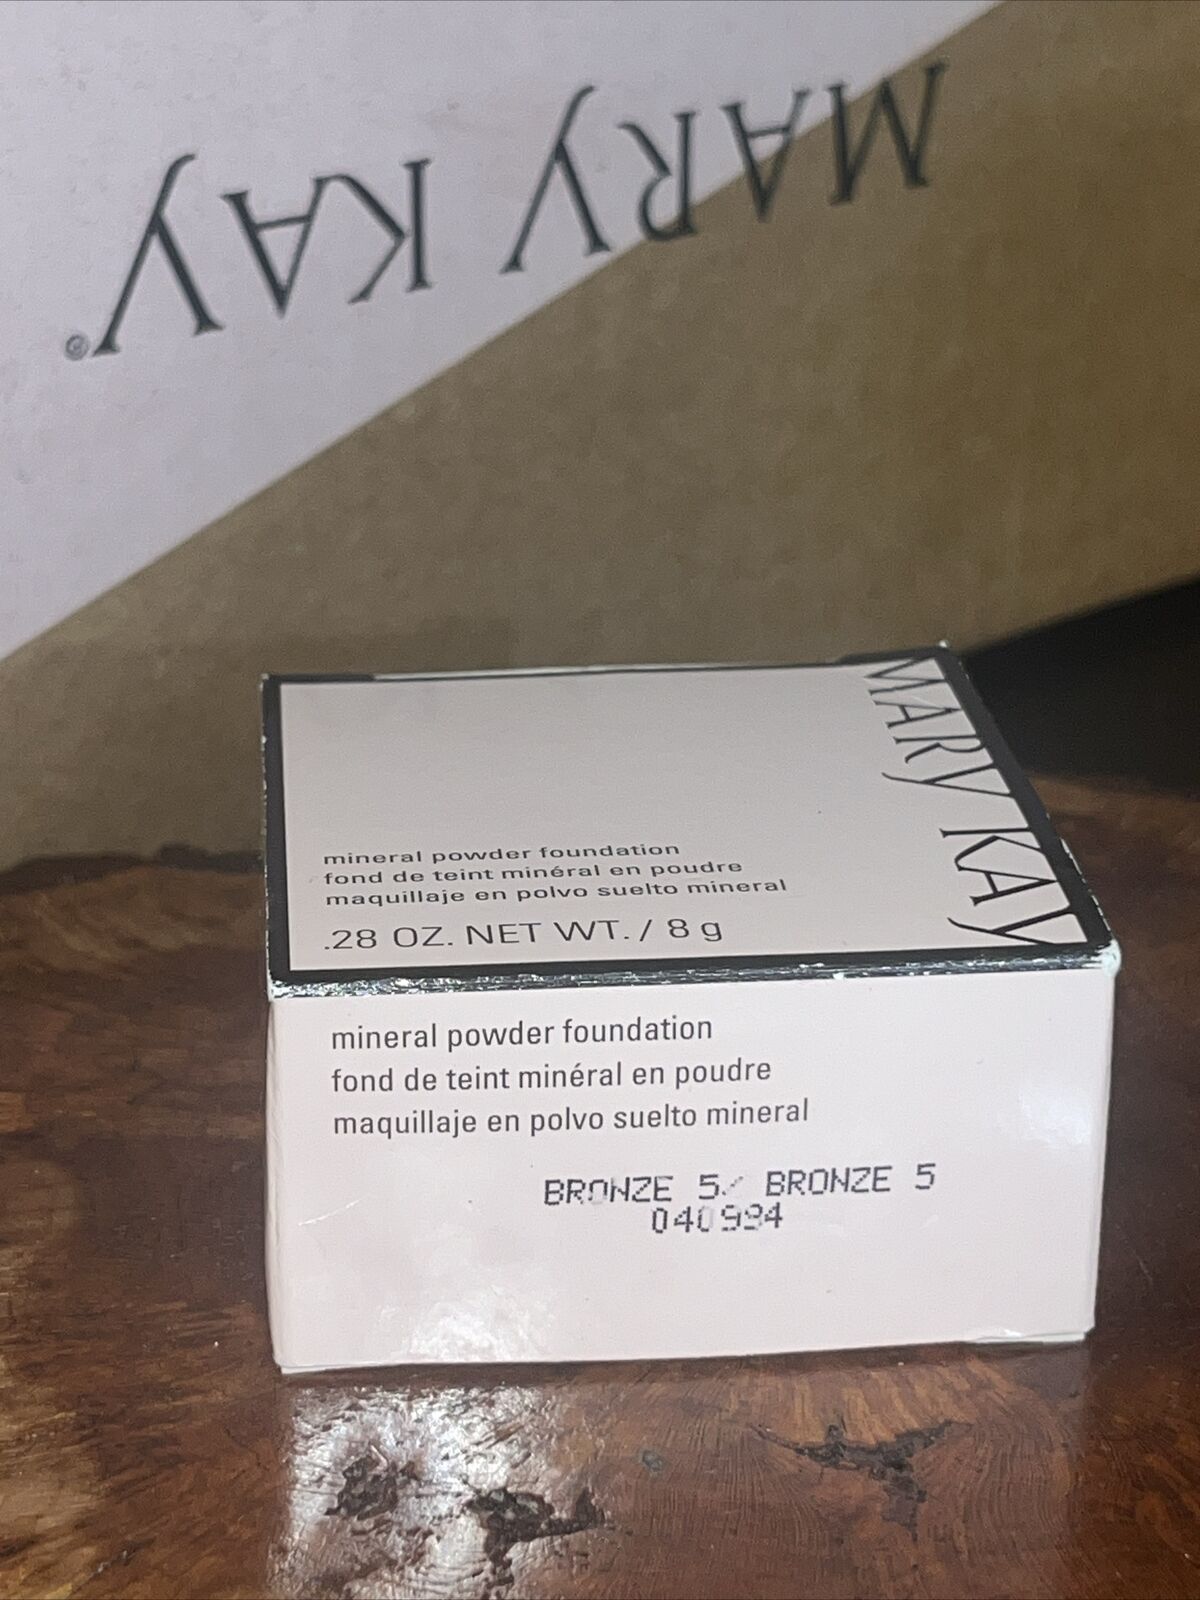 MARY KAY®
MARY KAY
mineral powder foundation
fond de teint minéral en poudre
maquillaje en polvo suelto mineral
.28 OZ. NET WT. / 8 g
mineral powder foundation
fond de teint minéral en poudre
maquillaje en polvo suelto mineral
BRONZE 5/ BRONZE 5
040994